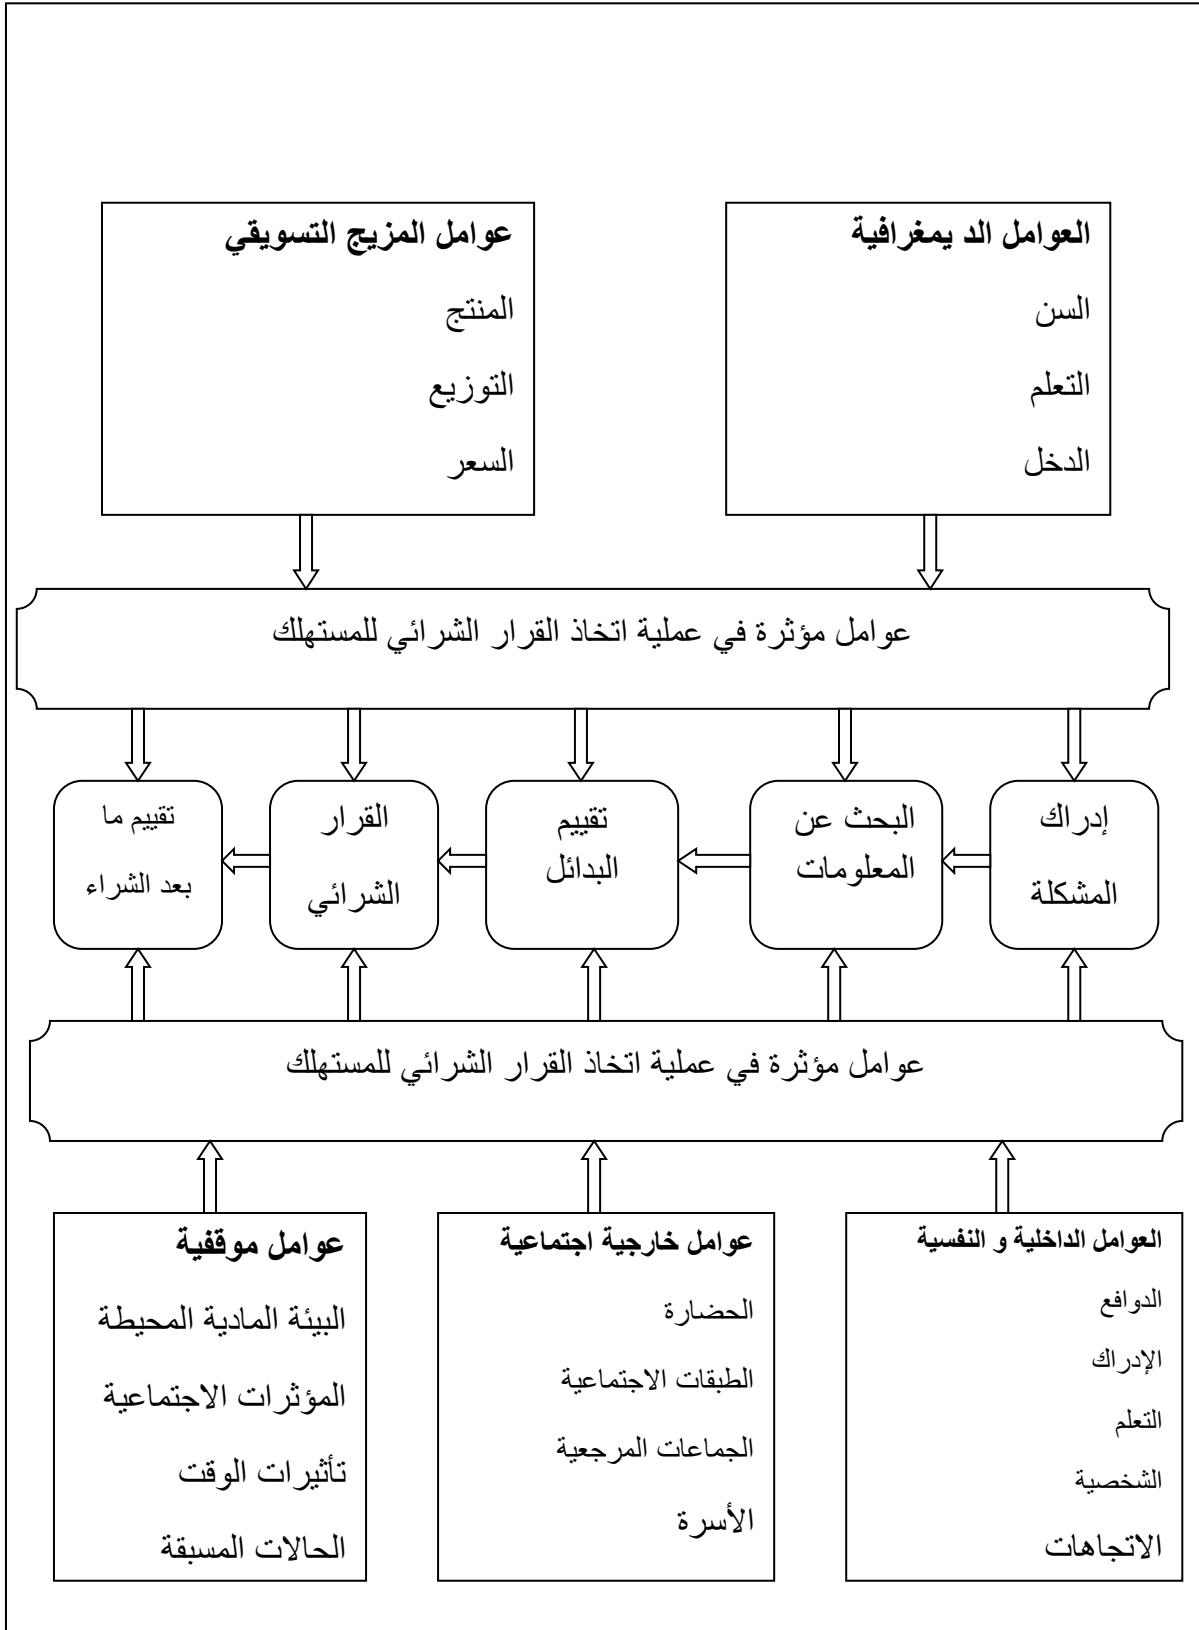 العوامل الد يمغرافية
السن
التعلم
الدخل
عوامل المزيج التسويقي
المنتج
التوزيع
السعر
عوامل مؤثرة في عملية اتخاذ القرار الشرائي للمستهلك
إدراك
المشكلة
البحث عن
المعلومات
تقييم
البدائل
القرار
الشرائي
تقييم ما
بعد الشراء
عوامل مؤثرة في عملية اتخاذ القرار الشرائي للمستهلك
العوامل الداخلية و النفسية
الدوافع
الإدراك
التعلم
الشخصية
الاتجاهات
عوامل خارجية اجتماعية
الحضارة
الطبقات الاجتماعية
الجماعات المرجعية
الأسرة
عوامل موقفية
البيئة المادية المحيطة
المؤثرات الاجتماعية
تأثيرات الوقت
الحالات المسبقة